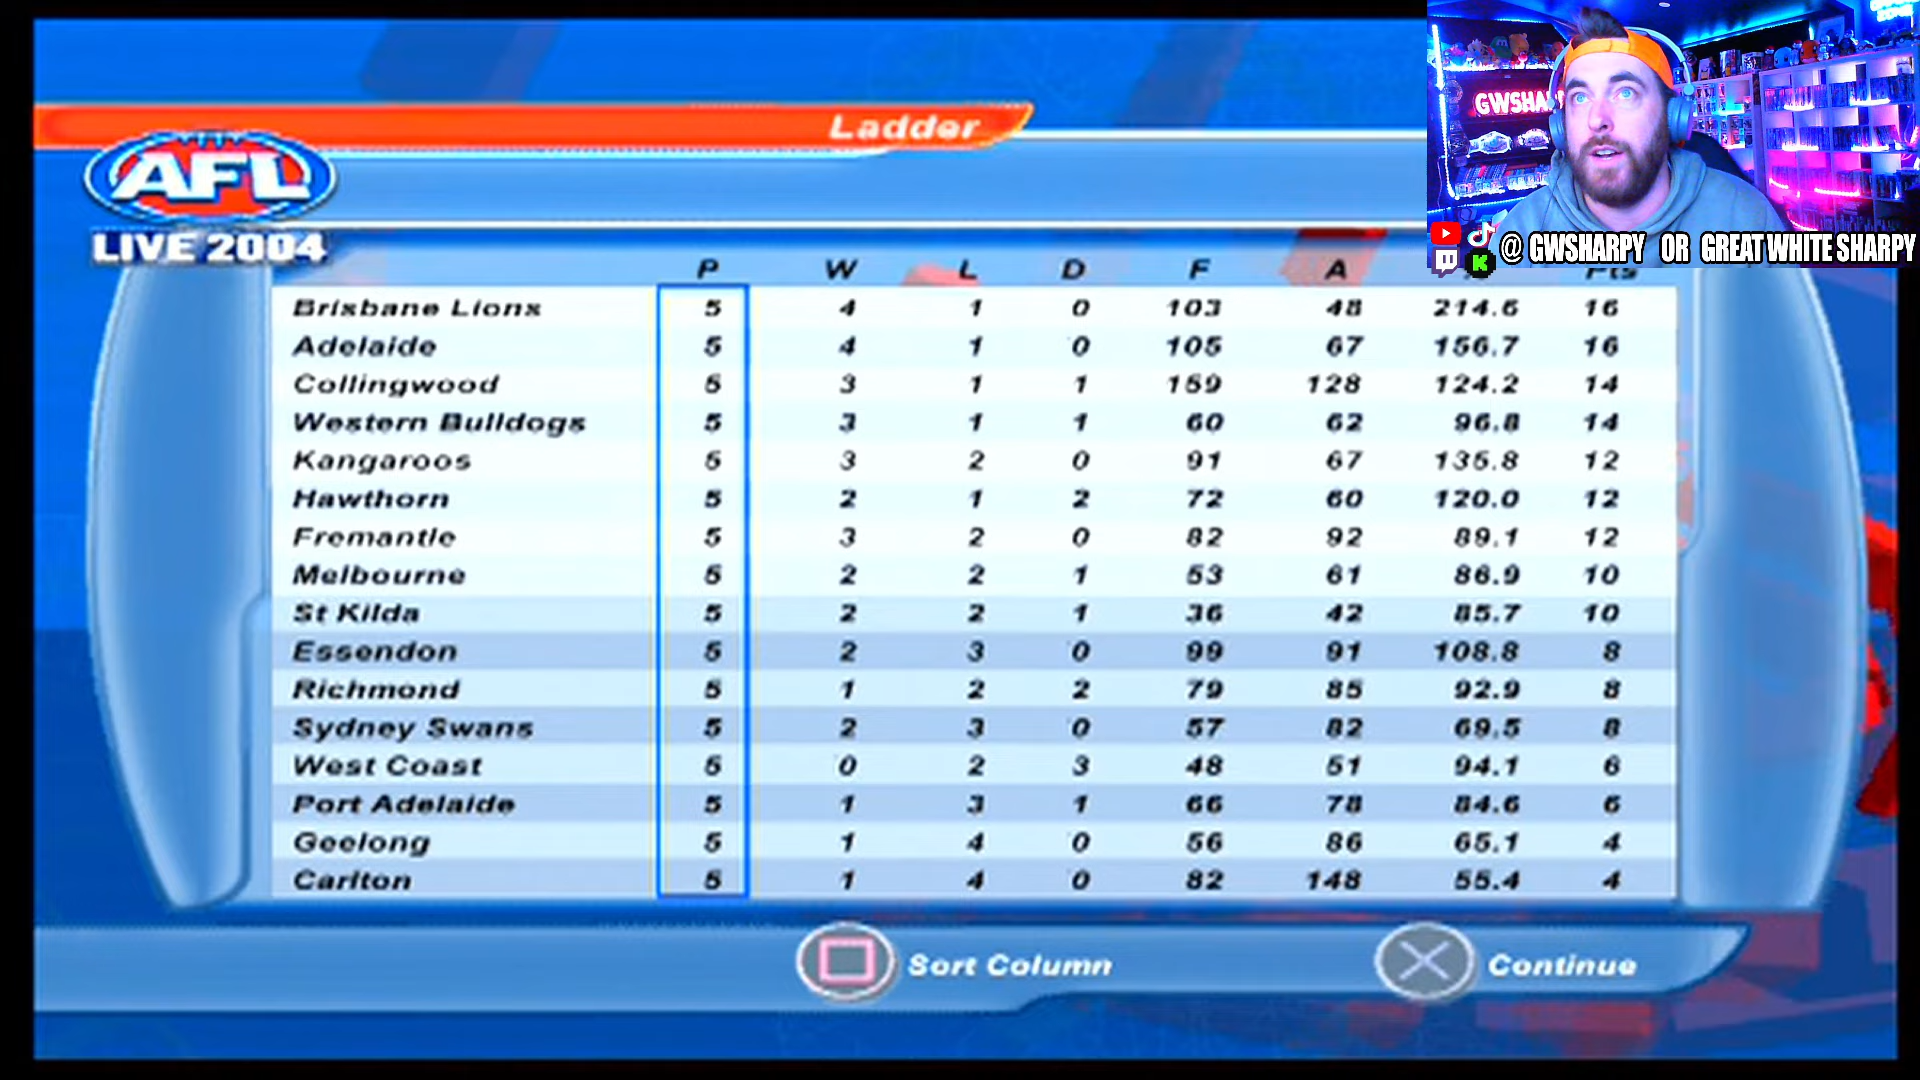 Ladder
AFL
LIVE 2004
GWSHA
@ GWSHARPY OR GREAT WHITE SHARPY
P W L D F A Pts
Brisbane Lions 5 4 1 0 103 48 214.6 16
Adelaide 5 4 1 0 105 67 156.7 16
Collingwood 5 3 1 1 159 128 124.2 14
Western Bulldogs 5 3 1 1 60 62 96.8 14
Kangaroos 5 3 2 0 91 67 135.8 12
Hawthorn 5 2 1 2 72 60 120.0 12
Fremantle 5 3 2 0 82 92 89.1 12
Melbourne 5 2 2 1 53 61 86.9 10
St Kilda 5 2 2 1 36 42 85.7 10
Essendon 5 2 3 0 99 91 108.8 8
Richmond 5 1 2 2 79 85 92.9 8
Sydney Swans 5 2 3 0 57 82 69.5 8
West Coast 5 0 2 3 48 51 94.1 6
Port Adelaide 5 1 3 1 66 78 84.6 6
Geelong 5 1 4 0 56 86 65.1 4
Carlton 5 1 4 0 82 148 55.4 4
Sort Column
Continue